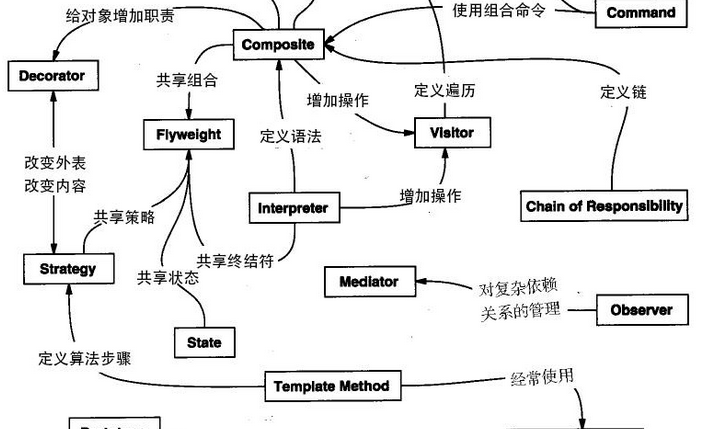 给对象增加职责
使用组合命令
Command
Composite
Decorator
共享组合
增加操作
定义遍历
定义链
Flyweight
定义语法
Visitor
改变外表
改变内容
增加操作
Interpreter
Chain of Responsibility
共享策略
Strategy
共享终结符
共享状态
Mediator
对复杂依赖
关系的管理
Observer
State
定义算法步骤
Template Method
经常使用